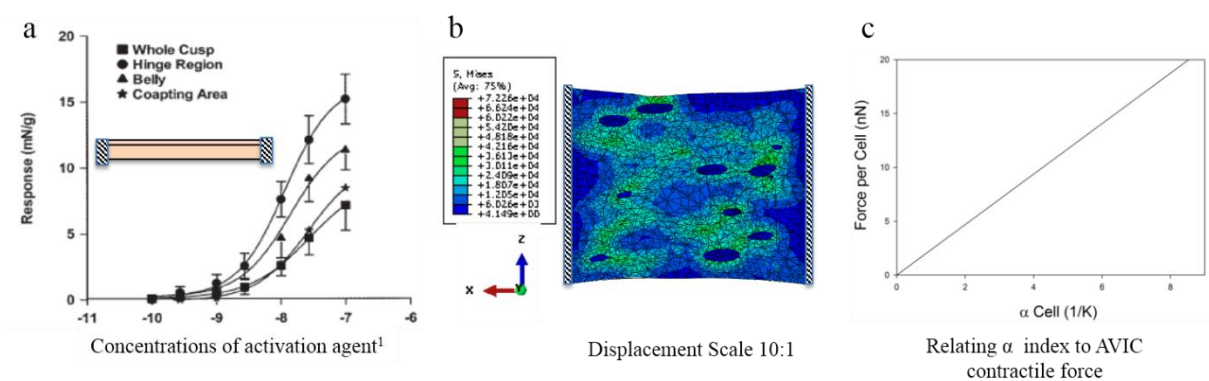 a
20
15
10
5
0
Response (mN/g)
Whole Cusp
Hinge Region
Belly
Coapting Area
-11 -10 -9 -8 -7 -6
Concentrations of activation agent¹
b
S, Mises
(Avg: 75%)
+7.226e+04
+6.624e+04
+6.022e+04
+5.420e+04
+4.818e+04
+4.216e+04
+3.613e+04
+3.011e+04
+2.409e+04
+1.807e+04
+1.205e+04
+6.026e+03
+4.149e+00
Z
X
Y
Displacement Scale 10:1
c
20
15
10
5
0
Force per Cell (nN)
0 2 4 6 8
α Cell (1/K)
Relating α index to AVIC
contractile force